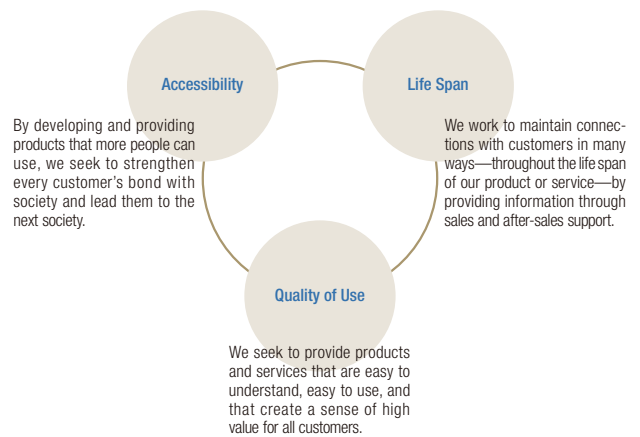 Accessibility
By developing and providing
products that more people can
use, we seek to strengthen
every customer's bond with
society and lead them to the
next society.
Life Span
We work to maintain connec-
tions with customers in many
ways—throughout the life span
of our product or service—by
providing information through
sales and after-sales support.
Quality of Use
We seek to provide products
and services that are easy to
understand, easy to use, and
that create a sense of high
value for all customers.